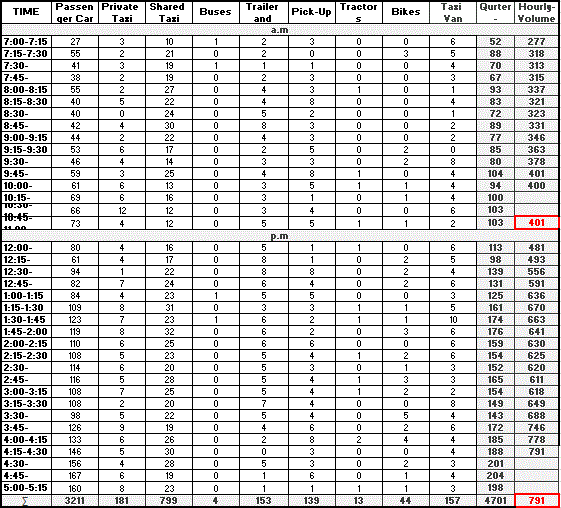 TIME Passen ger Car Private Taxi Shared Taxi Buses Trailer and Pick-Up Tractor s Bikes Taxi Van Qurter - Hourly- Volume
a.m
7:00-7:15 27 3 10 1 2 3 0 0 6 52 277
7:15-7:30 55 2 21 0 2 0 0 3 5 88 318
7:30- 41 3 19 1 1 1 0 0 4 70 313
7:45- 38 2 19 0 2 3 0 0 3 67 315
8:00-8:15 55 2 27 0 4 3 1 0 1 93 337
8:15-8:30 40 5 22 0 4 8 0 0 4 83 321
8:30- 40 0 24 0 5 2 0 0 1 72 323
8:45- 42 4 30 0 8 3 0 0 2 89 331
9:00-9:15 44 2 22 0 4 3 0 0 2 77 346
9:15-9:30 53 6 17 0 2 5 0 2 0 85 363
9:30- 46 4 14 0 3 3 0 2 8 80 378
9:45- 59 3 25 0 4 8 1 0 4 104 401
10:00- 61 6 13 0 3 5 1 1 4 94 400
10:15- 69 6 16 0 3 1 0 1 4 100
10:30- 66 12 12 0 3 4 0 0 6 103
10:45- 73 4 12 0 5 5 1 1 2 103 401
p.m
12:00- 80 4 16 0 5 1 1 0 6 113 481
12:15- 61 4 17 0 8 1 0 2 5 98 493
12:30- 94 1 22 0 8 8 0 2 4 139 556
12:45- 82 7 24 0 6 4 0 2 6 131 591
1:00-1:15 84 4 23 1 5 5 0 0 3 125 636
1:15-1:30 109 8 31 0 3 3 1 1 5 161 670
1:30-1:45 123 7 23 1 6 2 1 1 10 174 663
1:45-2:00 119 8 32 0 6 2 0 3 6 176 641
2:00-2:15 110 6 25 0 6 6 0 0 6 159 630
2:15-2:30 108 5 23 0 5 4 1 2 6 154 625
2:30- 114 6 20 0 5 3 0 1 3 152 620
2:45- 116 5 28 0 5 4 1 3 3 165 611
3:00-3:15 108 7 25 0 5 4 1 2 2 154 618
3:15-3:30 108 2 20 0 7 4 0 0 8 149 649
3:30- 98 5 22 0 5 4 0 5 4 143 688
3:45- 126 9 19 0 4 6 0 2 6 172 746
4:00-4:15 133 6 26 0 2 8 2 4 4 185 778
4:15-4:30 146 5 30 0 0 3 0 0 4 188 791
4:30- 156 4 28 0 5 3 0 2 3 201
4:45- 167 6 19 0 1 6 0 1 4 204
5:00-5:15 160 8 23 0 1 1 1 1 3 198
∑ 3211 181 799 4 153 139 13 44 157 4701 791